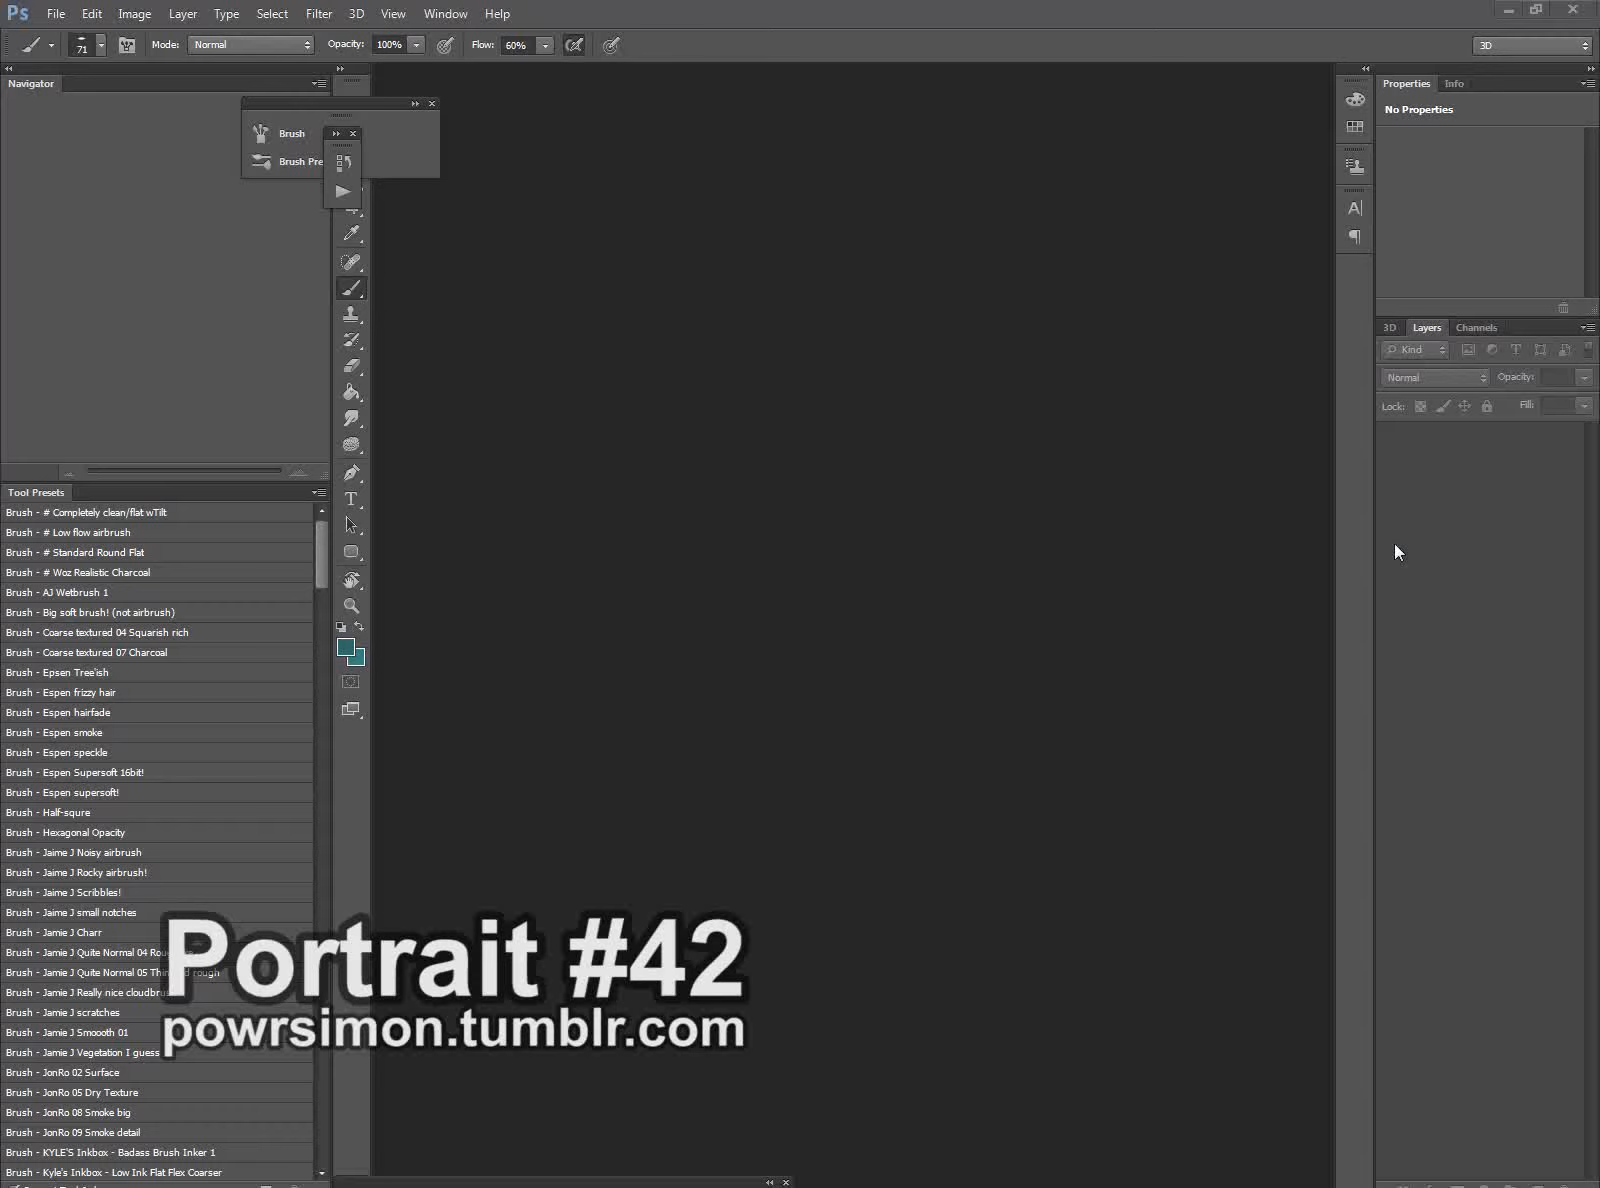 Ps File Edit Image Layer Type Select Filter 3D View Window Help
71 Mode: Normal Opacity: 100% Flow: 60% 3D
Navigator
Brush
Brush Pre
Properties Info
No Properties
3D Layers Channels
Kind
Normal Opacity:
Lock: Fill:
Tool Presets
Brush - # Completely clean/flat wTilt
Brush - # Low flow airbrush
Brush - # Standard Round Flat
Brush - # Woz Realistic Charcoal
Brush - AJ Wetbrush 1
Brush - Big soft brush! (not airbrush)
Brush - Coarse textured 04 Squarish rich
Brush - Coarse textured 07 Charcoal
Brush - Epsen Tree'ish
Brush - Espen frizzy hair
Brush - Espen hairfade
Brush - Espen smoke
Brush - Espen speckle
Brush - Espen Supersoft 16bit!
Brush - Espen supersoft!
Brush - Half-squre
Brush - Hexagonal Opacity
Brush - Jaime J Noisy airbrush
Brush - Jaime J Rocky airbrush!
Brush - Jaime J Scribbles!
Brush - Jaime J small notches
Brush - Jamie J Charr
Brush - Jamie J Quite Normal 04
Brush - Jamie J Quite Normal 05 rough
Brush - Jamie J Really nice
Brush - Jamie J scratches
Brush - Jamie J Smoooth 01
Brush - Jamie J Vegetation I guess
Brush - JonRo 02 Surface
Brush - JonRo 05 Dry Texture
Brush - JonRo 08 Smoke big
Brush - JonRo 09 Smoke detail
Brush - KYLE'S Inkbox - Badass Brush Inker 1
Brush - Kyle's Inkbox - Low Ink Flat Flex Coarser
Portrait #42
powrsimon.tumblr.com